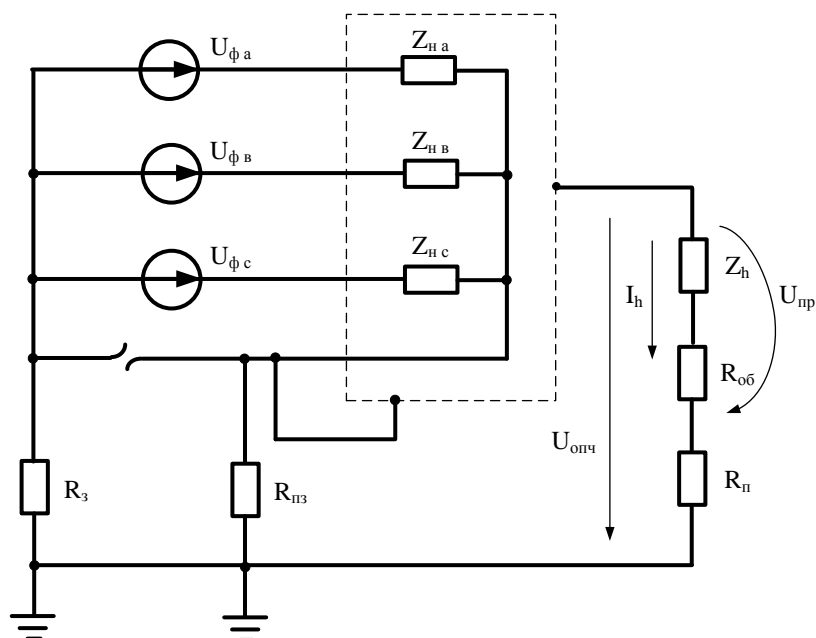 U ф а
Z н а
U ф в
Z н в
U ф с
Z н с
Z h
I h
U пр
R об
U опч
R з
R пз
R п